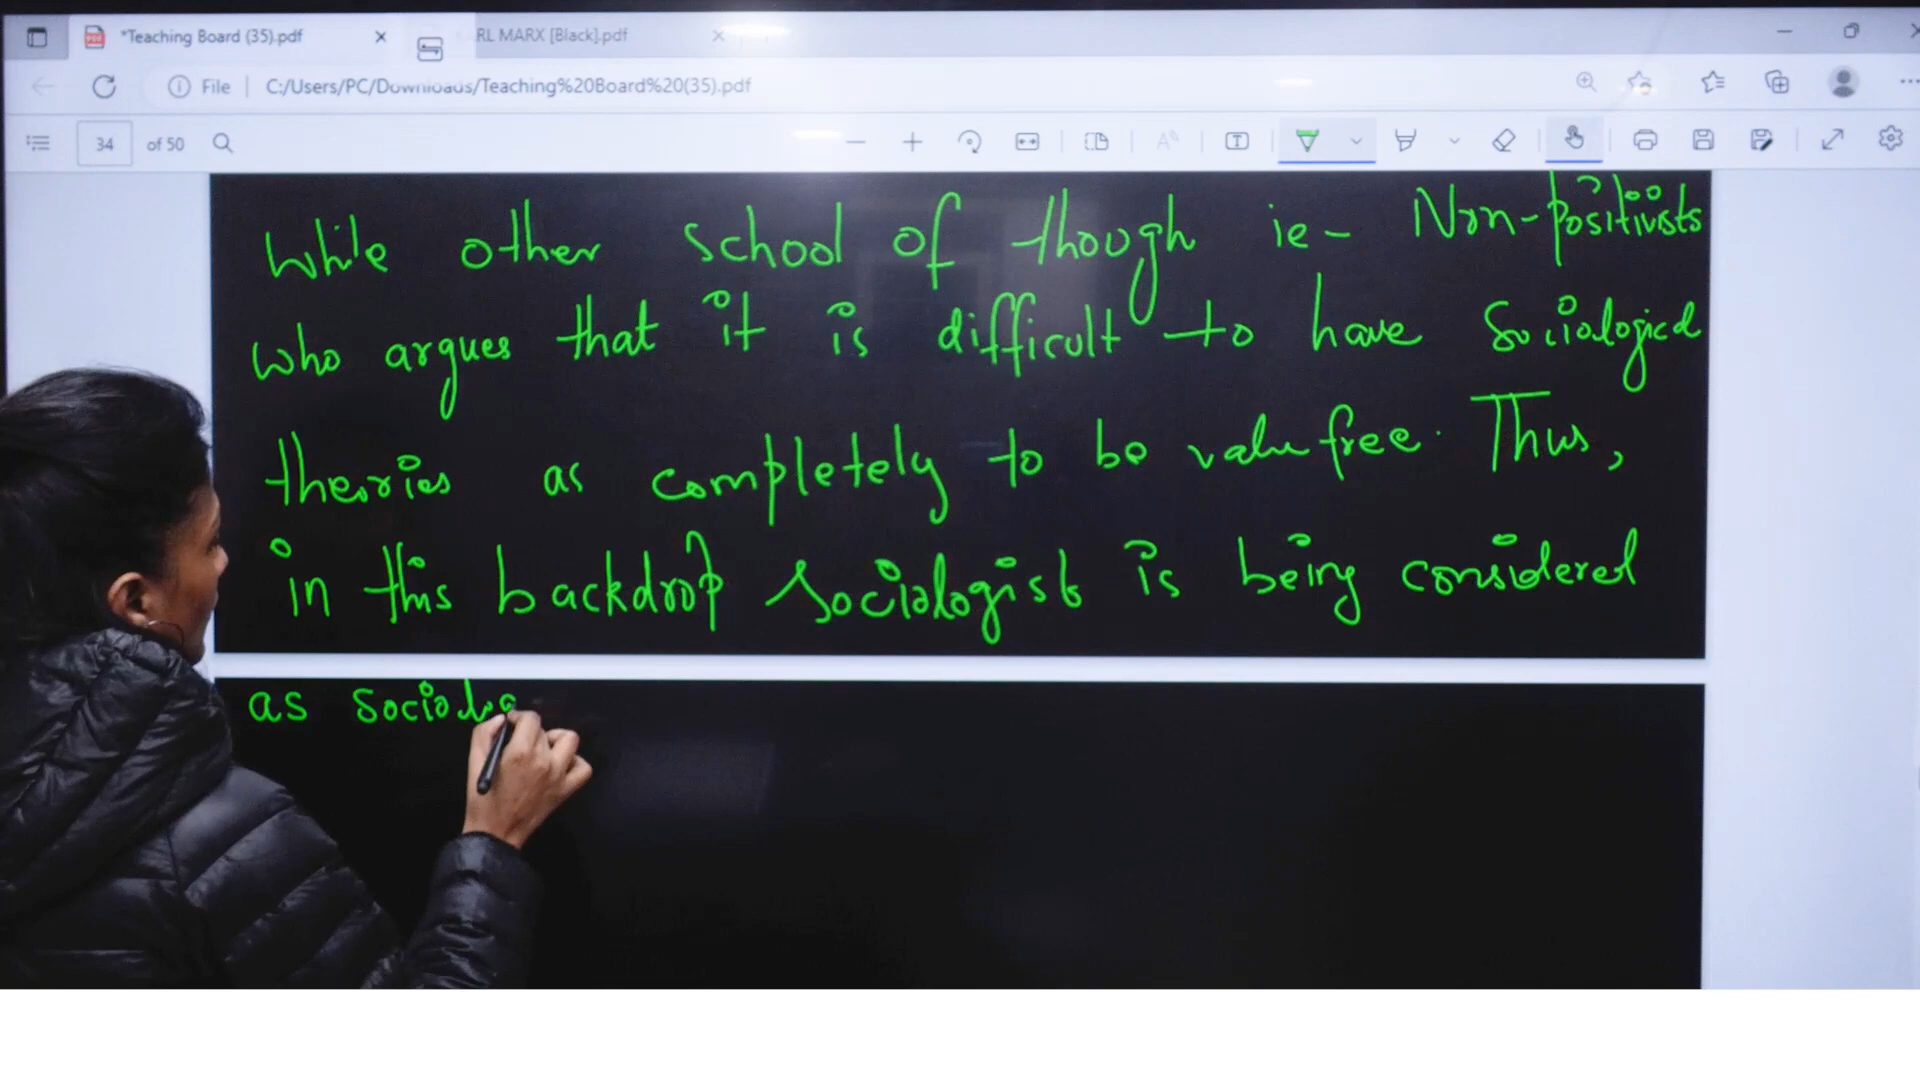 *Teaching Board (35).pdf
RL MARX [Black].pdf
File C:/Users/PC/Downloads/Teaching%20Board%20(35).pdf
34 of 50
While other school of though ie - Non-positivists
who argues that it is difficult to have sociological
theories as completely to be value free. Thus,
in this backdrop sociologists is being considered
as sociolo